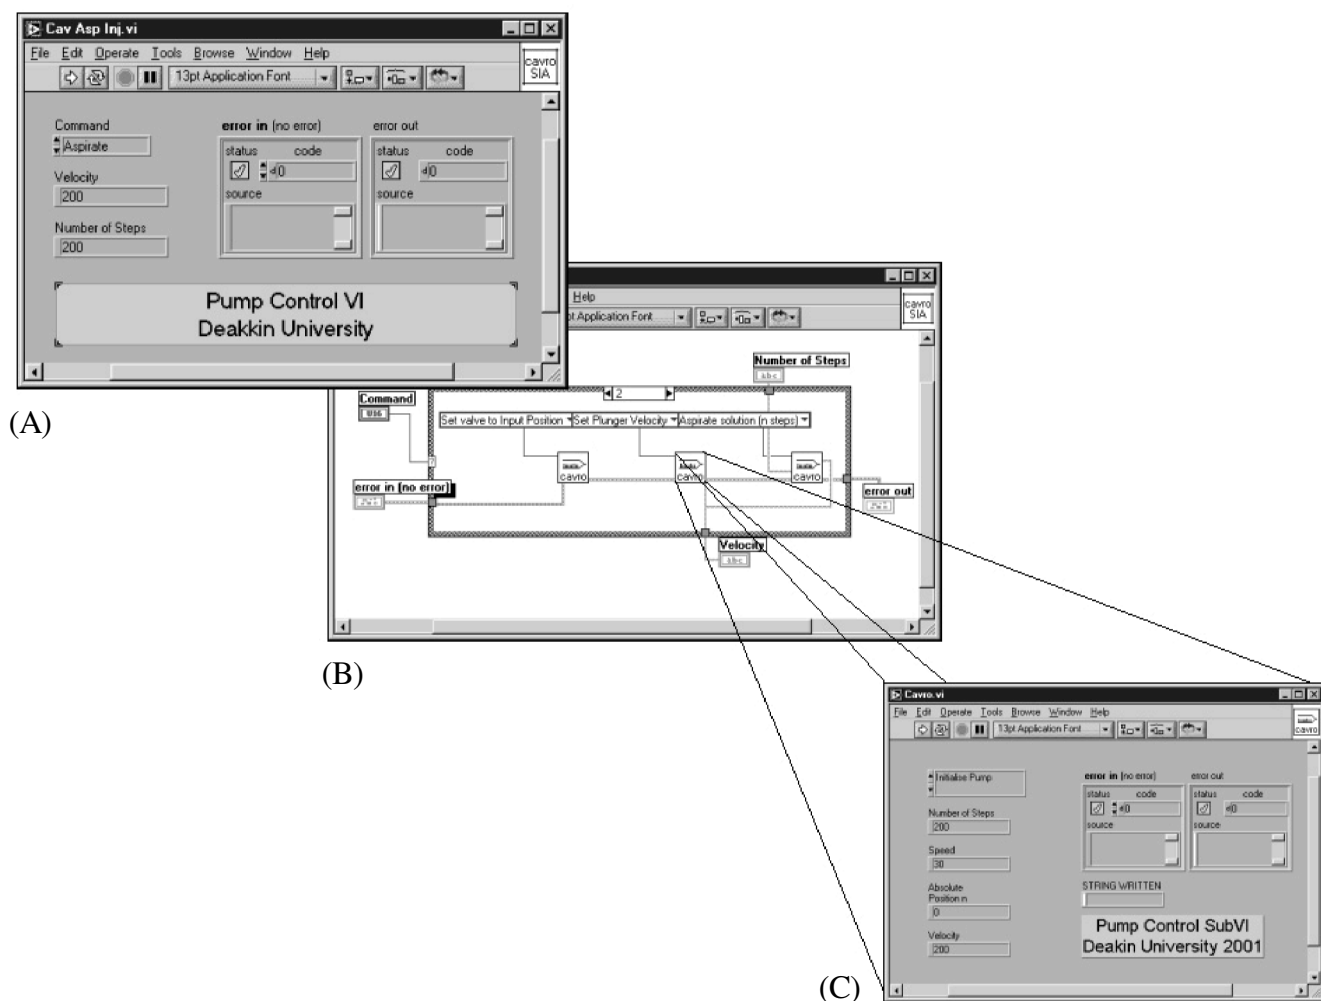 Cav Asp Inj.vi
File Edit Operate Tools Browse Window Help
cavro
SIA
13pt Application Font
Command
Aspirate
Velocity
200
Number of Steps
200
error in (no error)
status code
0
source
error out
status code
0
source
Pump Control VI
Deakkin University
(A)
Help
cavro
SIA
pt Application Font
Number of Steps
abc
Command
U16
2
Set valve to Input Position
Set Plunger Velocity
Aspirate solution (n steps)
?
cavro
cavro
cavro
error in (no error)
error out
Velocity
abc
(B)
Cavro.vi
File Edit Operate Tools Browse Window Help
13pt Application Font
cavro
Initialise Pump
Number of Steps
200
Speed
30
Absolute
Position n
0
Velocity
200
error in (no error)
status code
0
source
error out
status code
0
source
STRING WRITTEN
Pump Control SubVI
Deakin University 2001
(C)